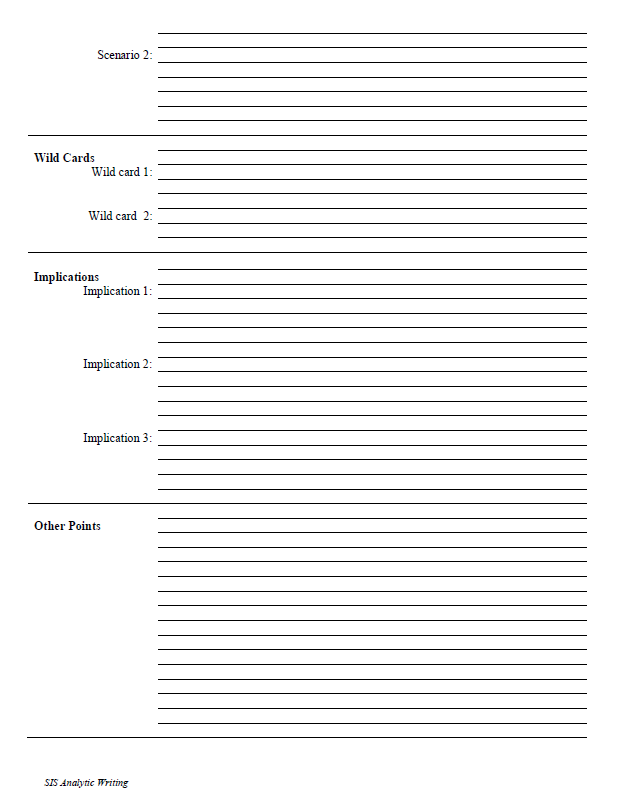 Scenario 2:
Wild Cards
Wild card 1:
Wild card 2:
Implications
Implication 1:
Implication 2:
Implication 3:
Other Points
SIS Analytic Writing